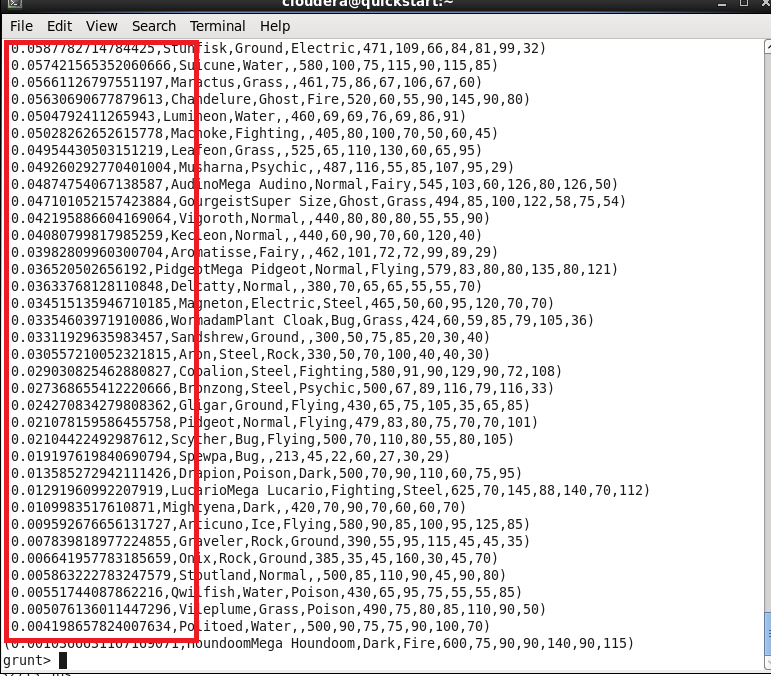 cloudera@quickstart:~
File Edit View Search Terminal Help
0.0587782714784425,Stunfisk,Ground,Electric,471,109,66,84,81,99,32)
0.057421565352060666,Suicune,Water,,580,100,75,115,90,115,85)
0.05661126797551197,Maractus,Grass,,461,75,86,67,106,67,60)
0.05630690677879613,Chandelure,Ghost,Fire,520,60,55,90,145,90,80)
0.0504792411265943,Lumineon,Water,,460,69,69,76,69,86,91)
0.05028262652615778,Machoke,Fighting,,405,80,100,70,50,60,45)
0.04954430503151219,Leafeon,Grass,,525,65,110,130,60,65,95)
0.049260292770401004,Musharna,Psychic,,487,116,55,85,107,95,29)
0.04874754067138587,AudinoMega Audino,Normal,Fairy,545,103,60,126,80,126,50)
0.047101052157423884,GourgeistSuper Size,Ghost,Grass,494,85,100,122,58,75,54)
0.042195886604169064,Vigoroth,Normal,,440,80,80,80,55,55,90)
0.04080799817985259,Kecleon,Normal,,440,60,90,70,60,120,40)
0.03982809960300704,Aromatisse,Fairy,,462,101,72,72,99,89,29)
0.036520502656192,PidgeotMega Pidgeot,Normal,Flying,579,83,80,80,135,80,121)
0.03633768128110848,Delcatty,Normal,,380,70,65,65,55,55,70)
0.034515135946710185,Magneton,Electric,Steel,465,50,60,95,120,70,70)
0.03354603971910086,WormadamPlant Cloak,Bug,Grass,424,60,59,85,79,105,36)
0.03311929635983457,Sandshrew,Ground,,300,50,75,85,20,30,40)
0.030557210052321815,Aron,Steel,Rock,330,50,70,100,40,40,30)
0.029030825462880827,Cobalion,Steel,Fighting,580,91,90,129,90,72,108)
0.027368655412220666,Bronzong,Steel,Psychic,500,67,89,116,79,116,33)
0.024270834279808362,Gligar,Ground,Flying,430,65,75,105,35,65,85)
0.021078159586455758,Pidgeot,Normal,Flying,479,83,80,75,70,70,101)
0.02104422492987612,Scyther,Bug,Flying,500,70,110,80,55,80,105)
0.019197619840690794,Spewpa,Bug,,213,45,22,60,27,30,29)
0.013585272942111426,Drapion,Poison,Dark,500,70,90,110,60,75,95)
0.01291960992207919,LucarioMega Lucario,Fighting,Steel,625,70,145,88,140,70,112)
0.0109983517610871,Mightyena,Dark,,420,70,90,70,60,60,70)
0.009592676656131727,Articuno,Ice,Flying,580,90,85,100,95,125,85)
0.007839818977224855,Graveler,Rock,Ground,390,55,95,115,45,45,35)
0.006641957783185659,Onix,Rock,Ground,385,35,45,160,30,45,70)
0.005863222783247579,Stoutland,Normal,,500,85,110,90,45,90,80)
0.00551744087862216,Qwilfish,Water,Poison,430,65,95,75,55,55,85)
0.005076136011447296,Vileplume,Grass,Poison,490,75,80,85,110,90,50)
0.004198657824007634,Politoed,Water,,500,90,75,75,90,100,70)
HoundoomMega Houndoom,Dark,Fire,600,75,90,90,140,90,115)
grunt>